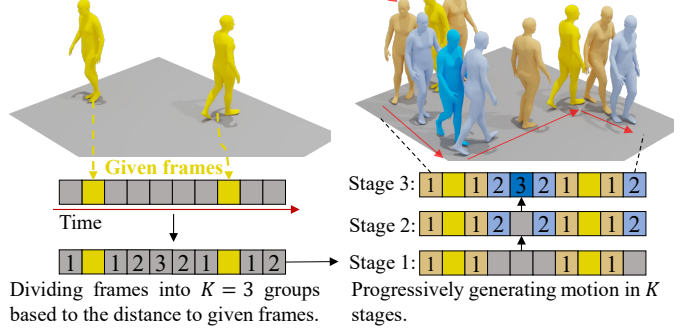 Given frames
Time
1 1 2 3 2 1 1 2
Dividing frames into K = 3 groups
based to the distance to given frames.
Stage 3: 1 1 2 3 2 1 1 2
Stage 2: 1 1 2 2 1 1 2
Stage 1: 1 1 1 1
Progressively generating motion in K
stages.